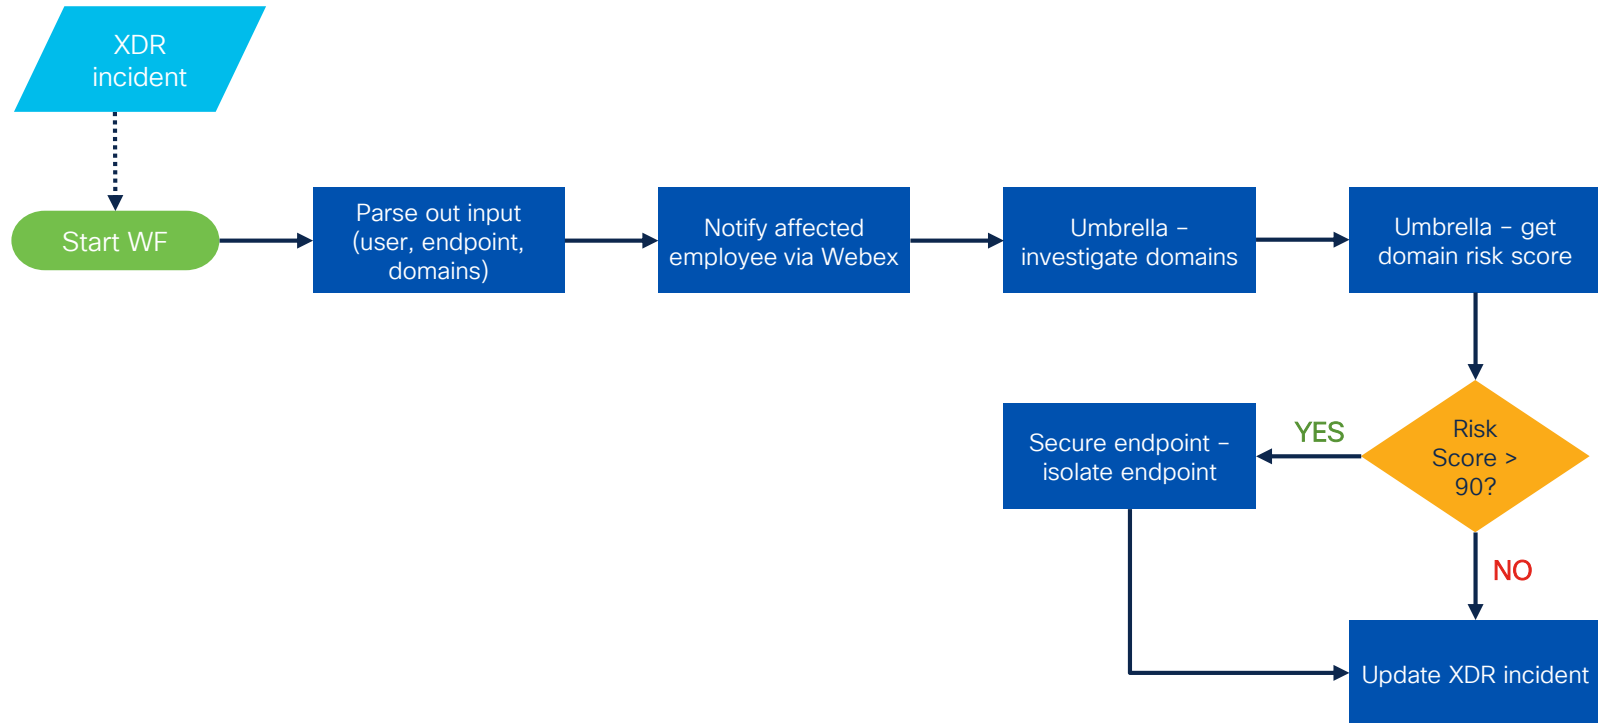 XDR
incident
Start WF
Parse out input
(user, endpoint,
domains)
Notify affected
employee via Webex
Umbrella –
investigate domains
Umbrella – get
domain risk score
Risk
Score >
90?
YES
Secure endpoint –
isolate endpoint
NO
Update XDR incident